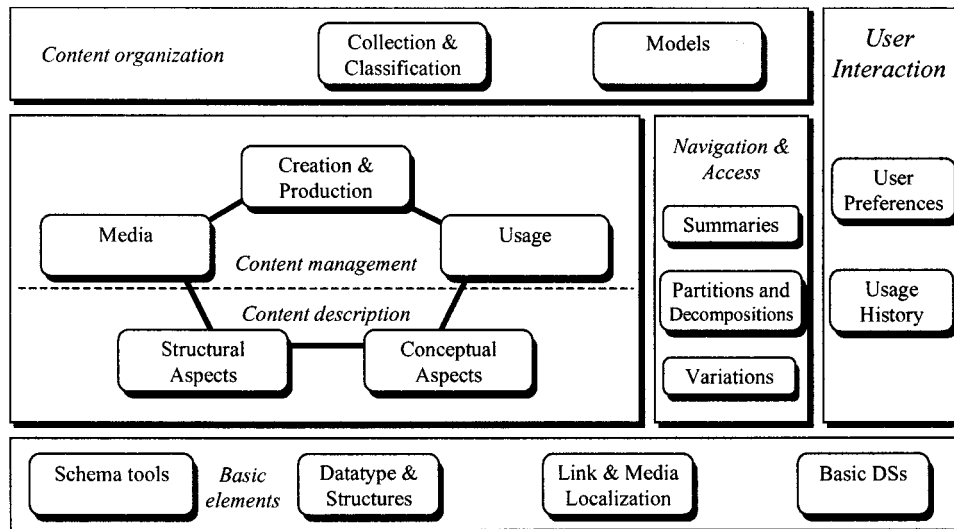 Content organization
Collection &
Classification
Models
User
Interaction
Creation &
Production
Media
Usage
Content management
Content description
Structural
Aspects
Conceptual
Aspects
Navigation &
Access
Summaries
Partitions and
Decompositions
Variations
User
Preferences
Usage
History
Schema tools
Basic
elements
Datatype &
Structures
Link & Media
Localization
Basic DSs